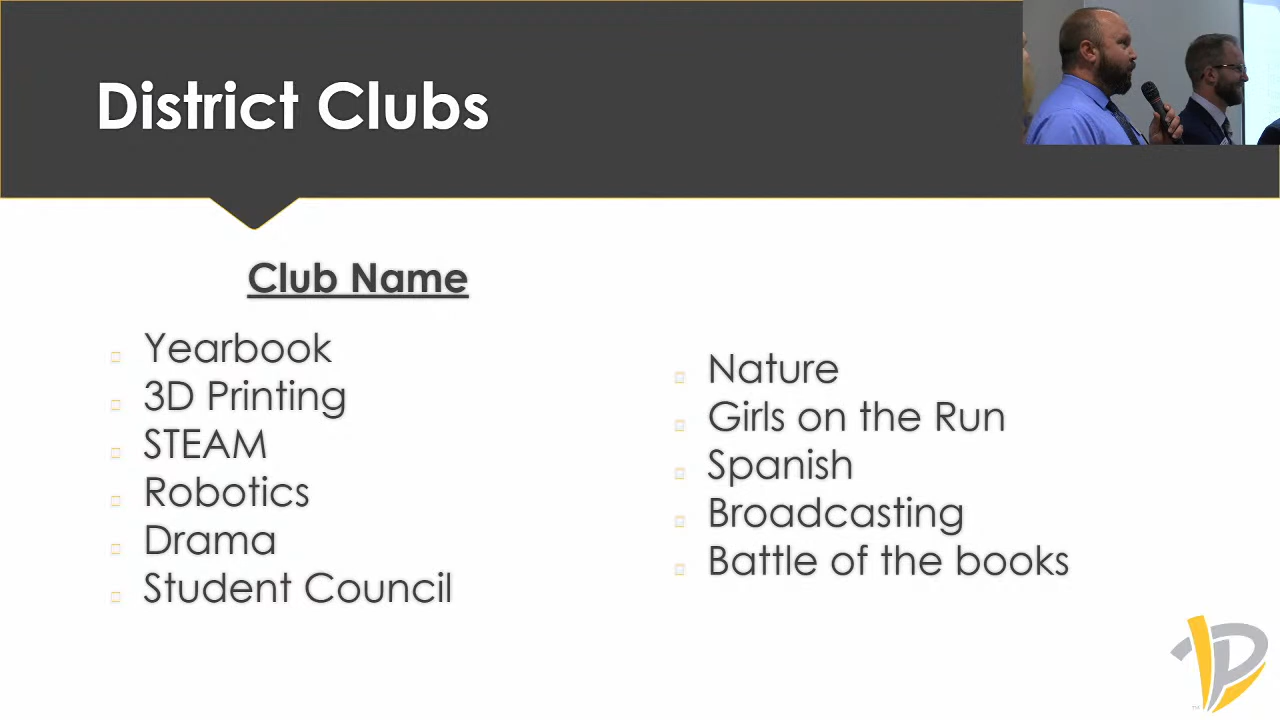 District Clubs
Club Name
Yearbook
3D Printing
STEAM
Robotics
Drama
Student Council
Nature
Girls on the Run
Spanish
Broadcasting
Battle of the books